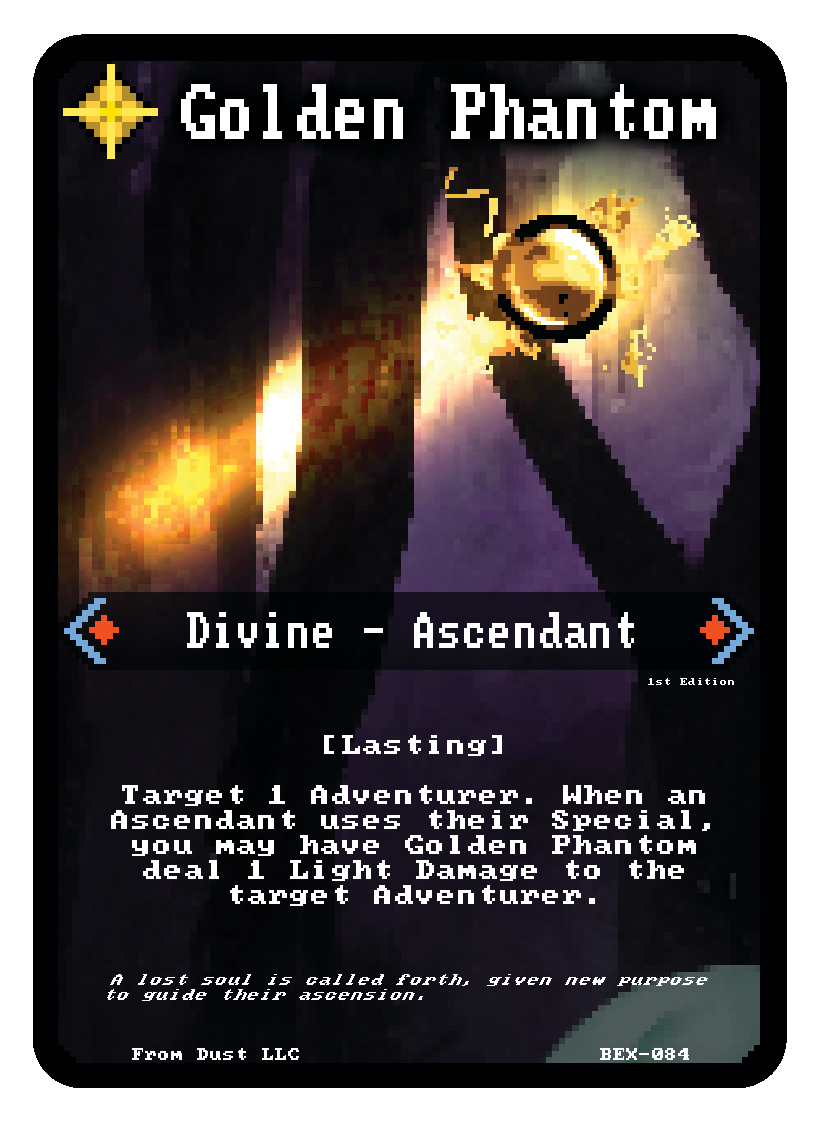 Golden Phantom
Divine - Ascendant
1st Edition
[Lasting]
Target 1 Adventurer. When an
Ascendant uses their Special,
you may have Golden Phantom
deal 1 Light Damage to the
target Adventurer.
A lost soul is called forth, given new purpose
to guide their ascension.
From Dust LLC
BEX-084